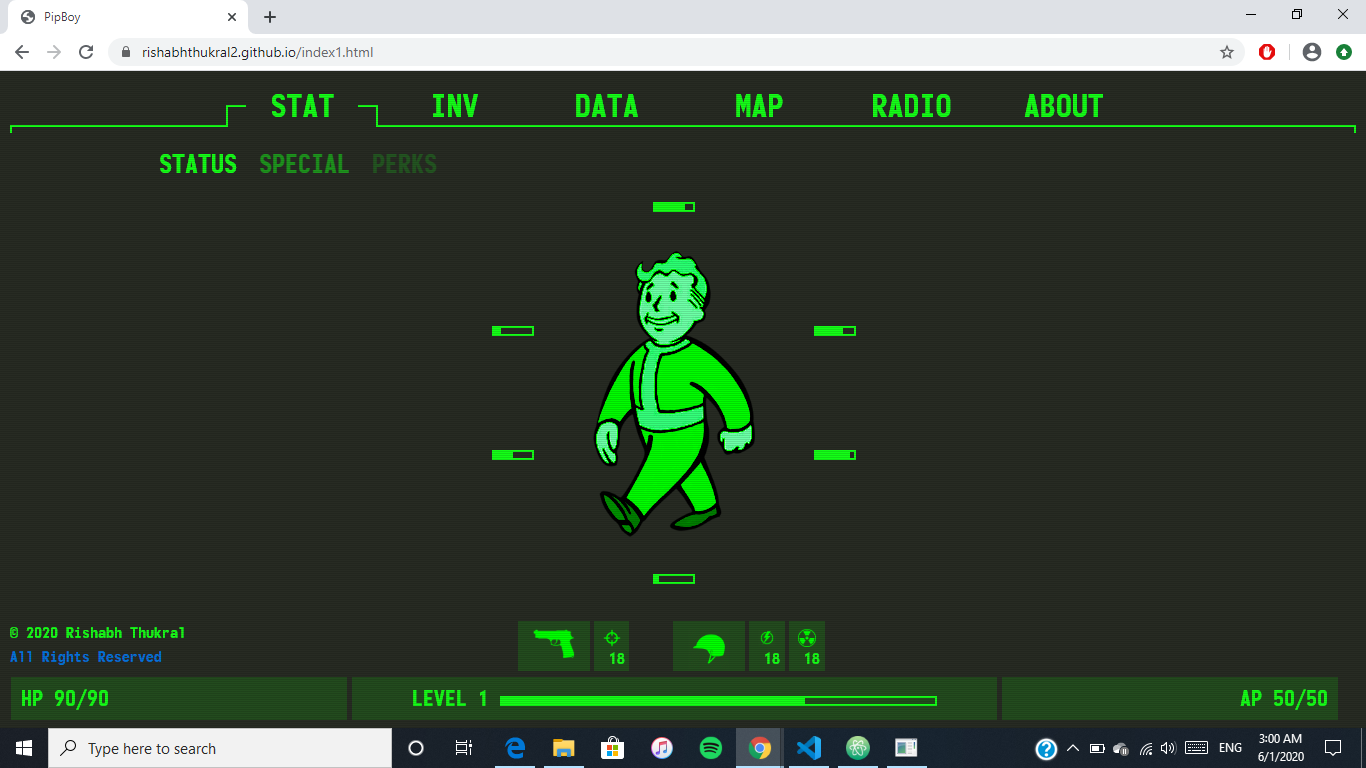 PipBoy
rishabhthukral2.github.io/index1.html
STAT INV DATA MAP RADIO ABOUT
STATUS SPECIAL PERKS
© 2020 Rishabh Thukral
All Rights Reserved
18 18 18
HP 90/90 LEVEL 1 AP 50/50
Type here to search
ENG
3:00 AM
6/1/2020